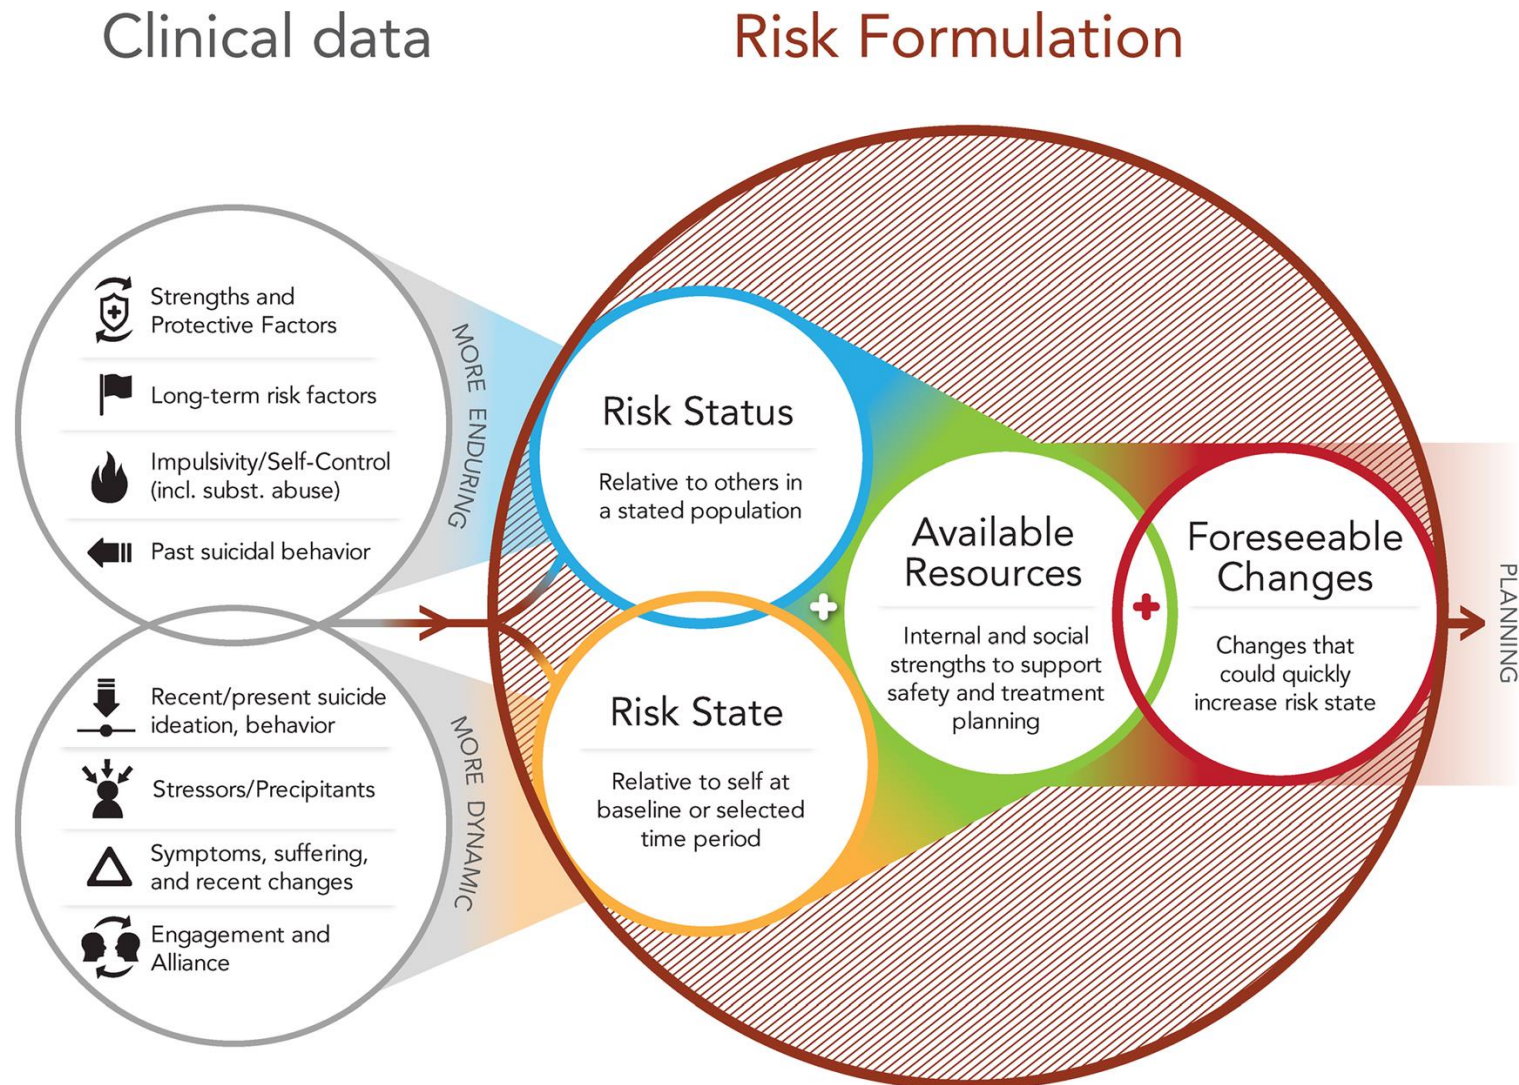 Clinical data
Risk Formulation
Strengths and
Protective Factors
Long-term risk factors
Impulsivity/Self-Control
(incl. subst. abuse)
Past suicidal behavior
MORE ENDURING
Recent/present suicide
ideation, behavior
Stressors/Precipitants
Symptoms, suffering,
and recent changes
Engagement and
Alliance
MORE DYNAMIC
Risk Status
Relative to others in
a stated population
Risk State
Relative to self at
baseline or selected
time period
Available
Resources
Internal and social
strengths to support
safety and treatment
planning
Foreseeable
Changes
Changes that
could quickly
increase risk state
PLANNING